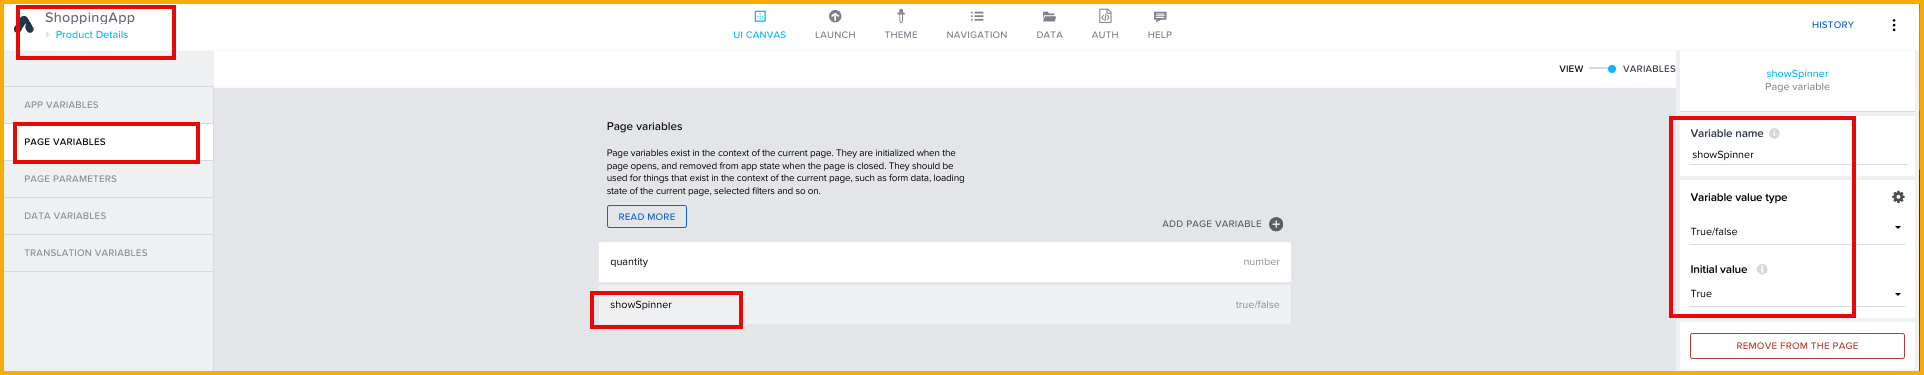 ShoppingApp
Product Details
UI CANVAS
LAUNCH
THEME
NAVIGATION
DATA
AUTH
HELP
HISTORY
VIEW
VARIABLES
APP VARIABLES
PAGE VARIABLES
PAGE PARAMETERS
DATA VARIABLES
TRANSLATION VARIABLES
Page variables
Page variables exist in the context of the current page. They are initialized when the
page opens, and removed from app state when the page is closed. They should be
used for things that exist in the context of the current page, such as form data, loading
state of the current page, selected filters and so on.
READ MORE
ADD PAGE VARIABLE
quantity number
showSpinner true/false
showSpinner
Page variable
Variable name
showSpinner
Variable value type
True/false
Initial value
True
REMOVE FROM THE PAGE